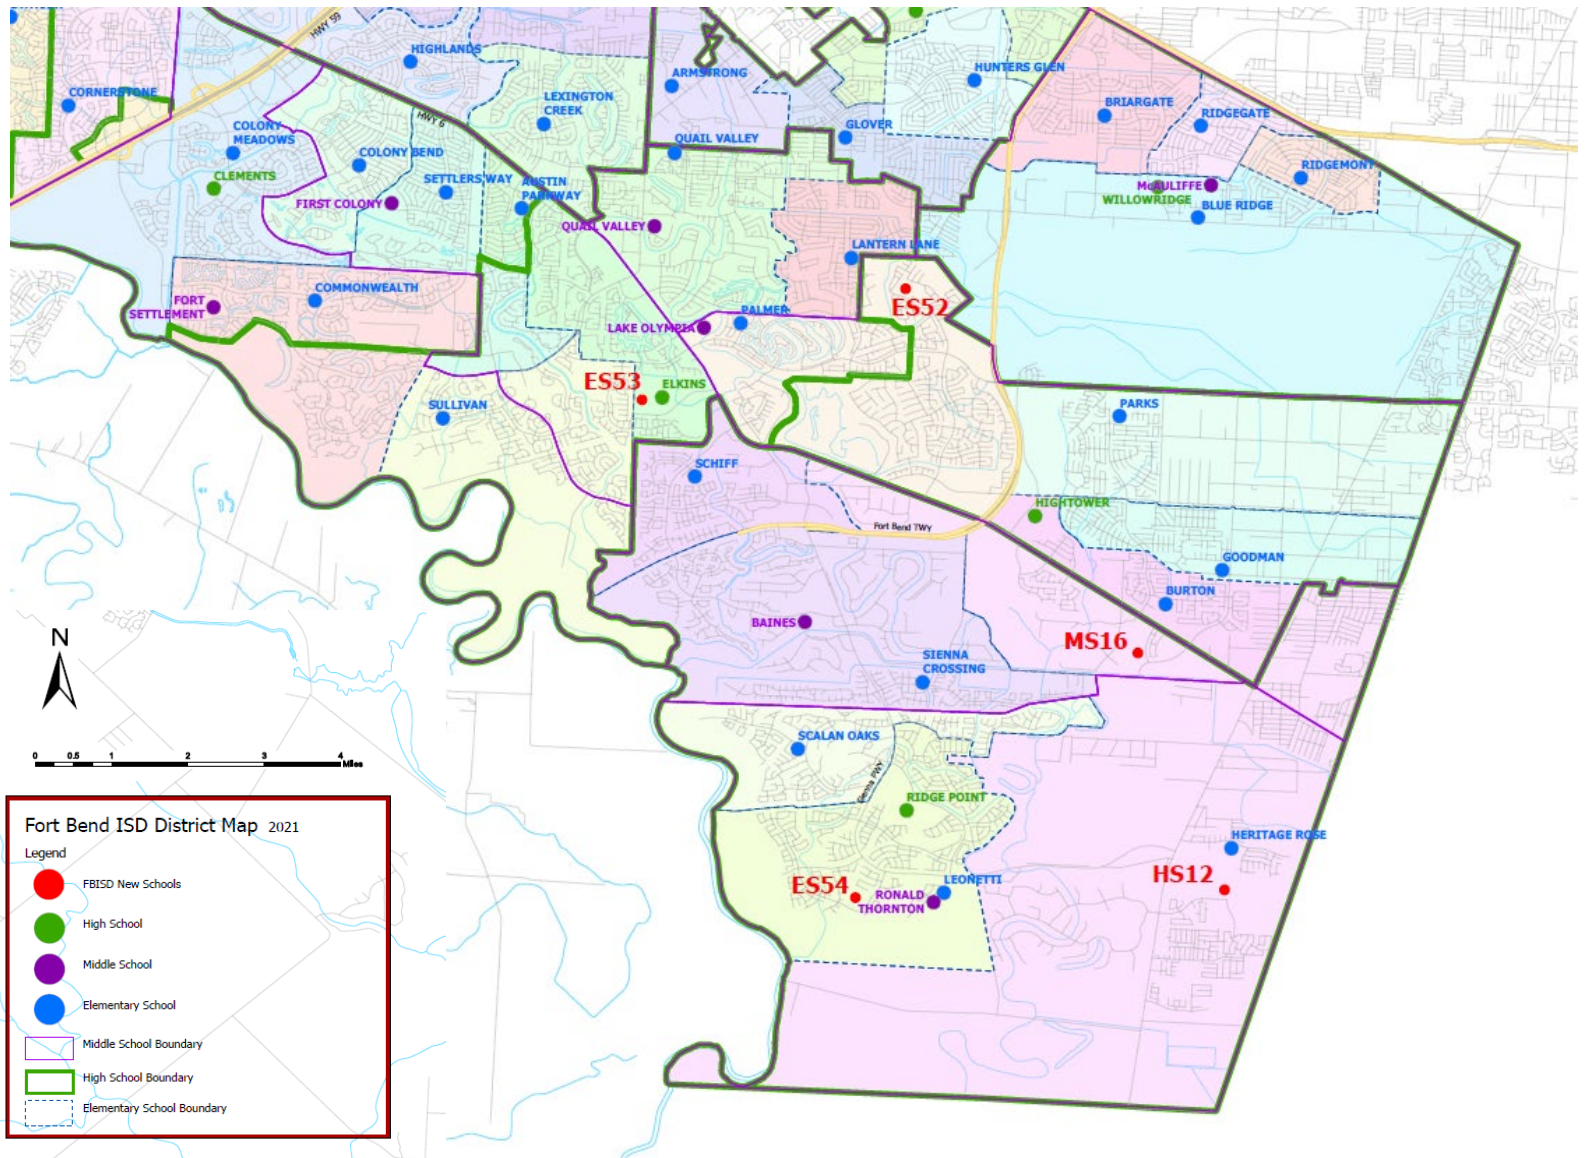 HWY 59
HIGHLANDS
ARMSTRONG
HUNTERS GLEN
CORNERSTONE
LEXINGTON
CREEK
BRIARGATE
RIDGEGATE
HWY 6
COLONY
MEADOWS
GLOVER
QUAIL VALLEY
COLONY BEND
RIDGEMONT
CLEMENTS
SETTLERS WAY
AUSTIN
PARKWAY
McAULIFFE
WILLOWRIDGE
FIRST COLONY
BLUE RIDGE
QUAIL VALLEY
LANTERN LANE
COMMONWEALTH
FORT
SETTLEMENT
ES52
PALMER
LAKE OLYMPIA
ES53
ELKINS
SULLIVAN
PARKS
SCHIFF
HIGHTOWER
Fort Bend TWY
GOODMAN
BURTON
BAINES
MS16
N
SIENNA
CROSSING
SCALAN OAKS
0 0.5 1 2 3 4
Miles
Sienna PWY
RIDGE POINT
Fort Bend ISD District Map 2021
HERITAGE ROSE
Legend
HS12
FBISD New Schools
ES54
LEONETTI
RONALD
THORNTON
High School
Middle School
Elementary School
Middle School Boundary
High School Boundary
Elementary School Boundary